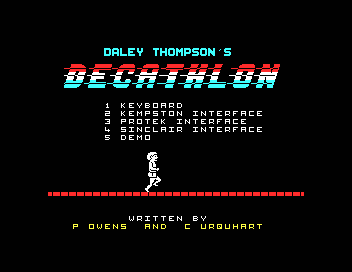 DALEY THOMPSON'S
DECATHLON
1 KEYBOARD
2 KEMPSTON INTERFACE
3 PROTEK INTERFACE
4 SINCLAIR INTERFACE
5 DEMO
WRITTEN BY
P OWENS AND C URQUHART